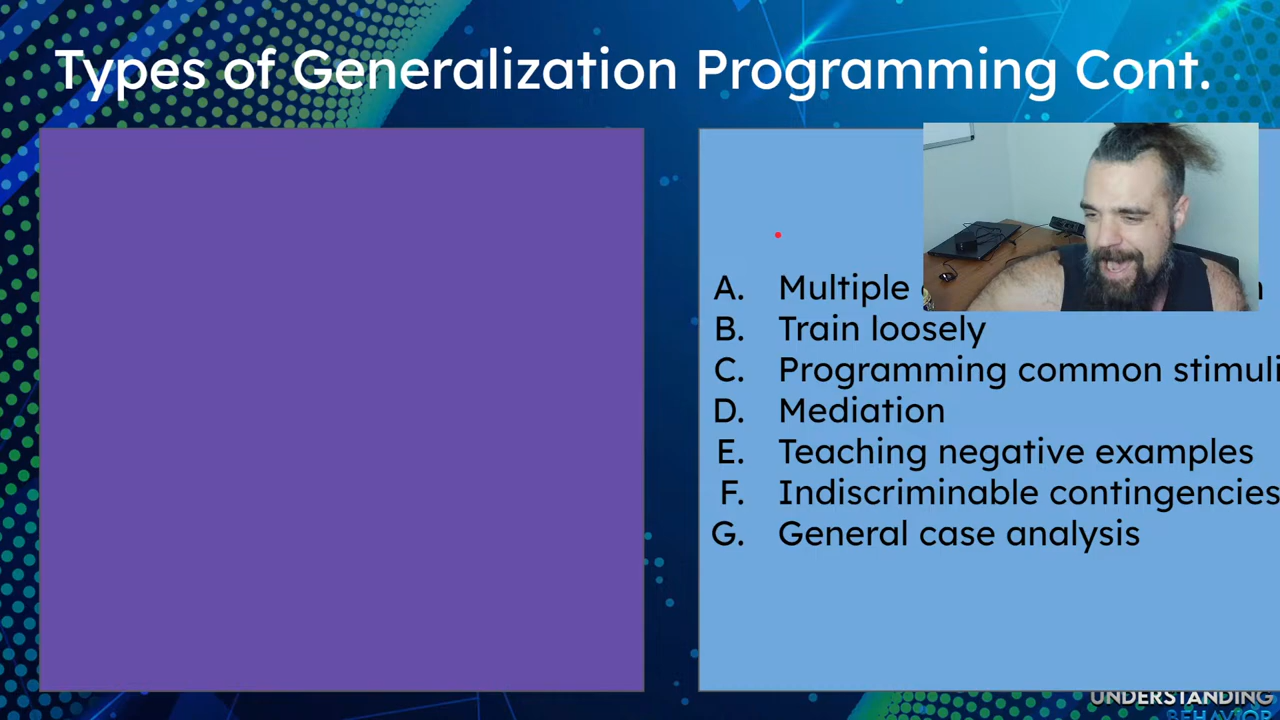 Types of Generalization Programming Cont.
A. Multiple
B. Train loosely
C. Programming common stimuli
D. Mediation
E. Teaching negative examples
F. Indiscriminable contingencies
G. General case analysis
UNDERSTANDING
BEHAVIOR